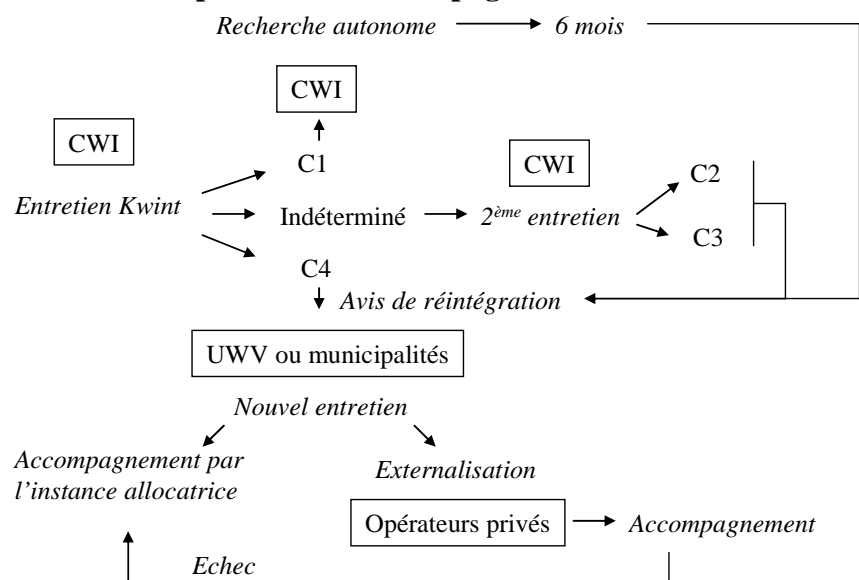 Recherche autonome 6 mois
CWI
CWI
CWI
C1
C2
Entretien Kwint Indéterminé 2ème entretien
C3
C4
Avis de réintégration
UWV ou municipalités
Nouvel entretien
Accompagnement par
l'instance allocatrice
Externalisation
Opérateurs privés Accompagnement
Echec